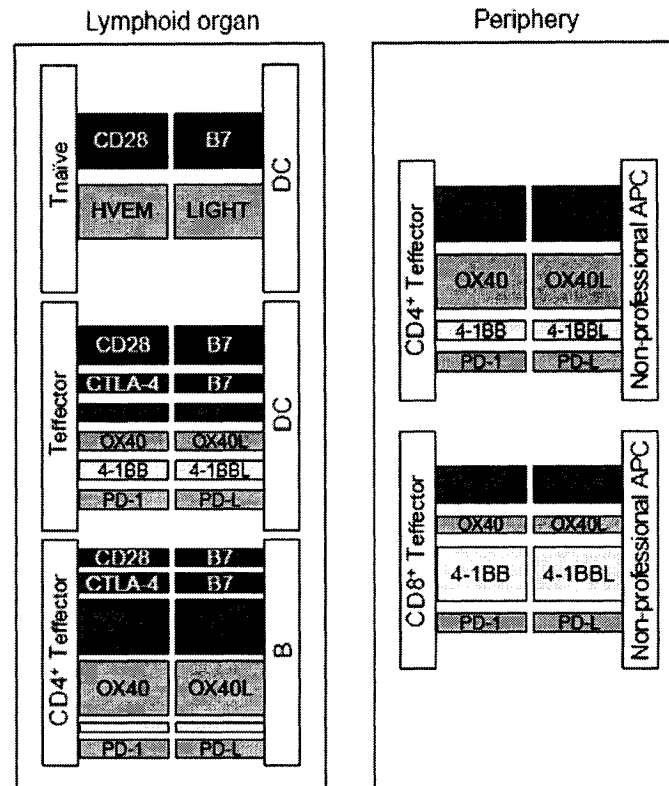 Lymphoid organ
Tnaïve
CD28 B7
HVEM LIGHT
DC
Teffector
CD28 B7
CTLA-4 B7
OX40 OX40L
4-1BB 4-1BBL
PD-1 PD-L
DC
CD4+ Teffector
CD28 B7
CTLA-4 B7
OX40 OX40L
PD-1 PD-L
B
Periphery
CD4+ Teffector
OX40 OX40L
4-1BB 4-1BBL
PD-1 PD-L
Non-professional APC
CD8+ Teffector
OX40 OX40L
4-1BB 4-1BBL
PD-1 PD-L
Non-professional APC